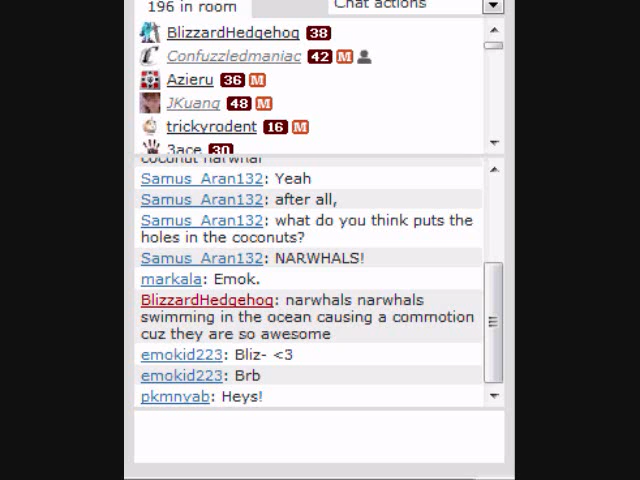 196 in room
Chat actions
BlizzardHedgehog 38
Confuzzledmaniac 42 M
Azieru 36 M
JKuang 48 M
trickyrodent 16 M
3ace 30
coconut narwhal
Samus_Aran132: Yeah
Samus_Aran132: after all,
Samus_Aran132: what do you think puts the
holes in the coconuts?
Samus_Aran132: NARWHALS!
markala: Emok.
BlizzardHedgehog: narwhals narwhals
swimming in the ocean causing a commotion
cuz they are so awesome
emokid223: Bliz- <3
emokid223: Brb
pkmnyab: Heys!